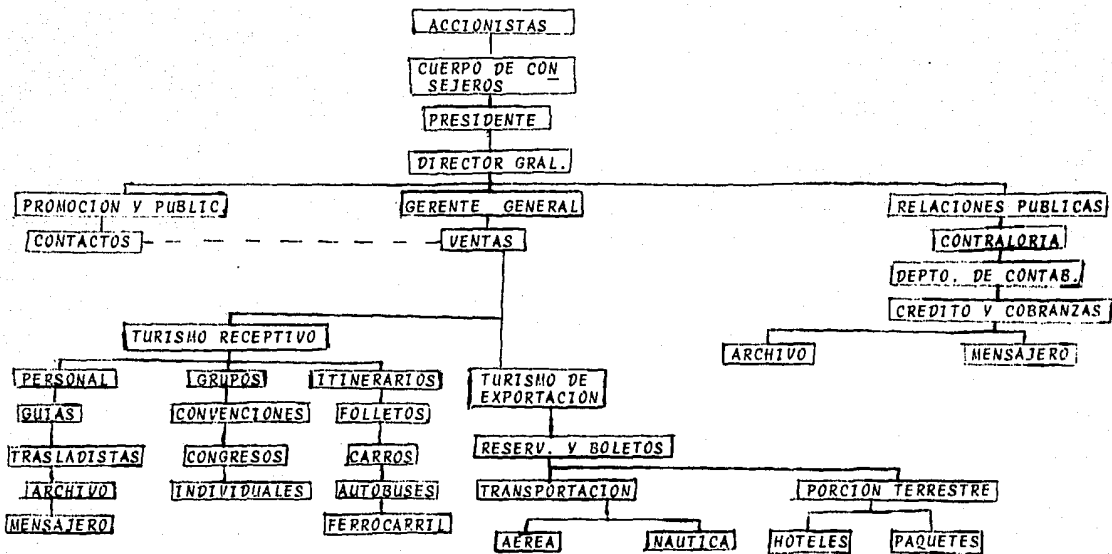 ACCIONISTAS
CUERPO DE CON
SEJEROS
PRESIDENTE
DIRECTOR GRAL.
PROMOCION Y PUBLIC.
GERENTE GENERAL
RELACIONES PUBLICAS
CONTACTOS
VENTAS
CONTRALORIA
DEPTO. DE CONTAB.
CREDITO Y COBRANZAS
TURISMO RECEPTIVO
ARCHIVO
MENSAJERO
PERSONAL
GRUPOS
ITINERARIOS
TURISMO DE
EXPORTACION
GUIAS
CONVENCIONES
FOLLETOS
RESERV. Y BOLETOS
TRASLADISTAS
CONGRESOS
CARROS
ARCHIVO
INDIVIDUALES
AUTOBUSES
TRANSPORTACION
PORCION TERRESTRE
MENSAJERO
FERROCARRIL
AEREA
NAUTICA
HOTELES
PAQUETES